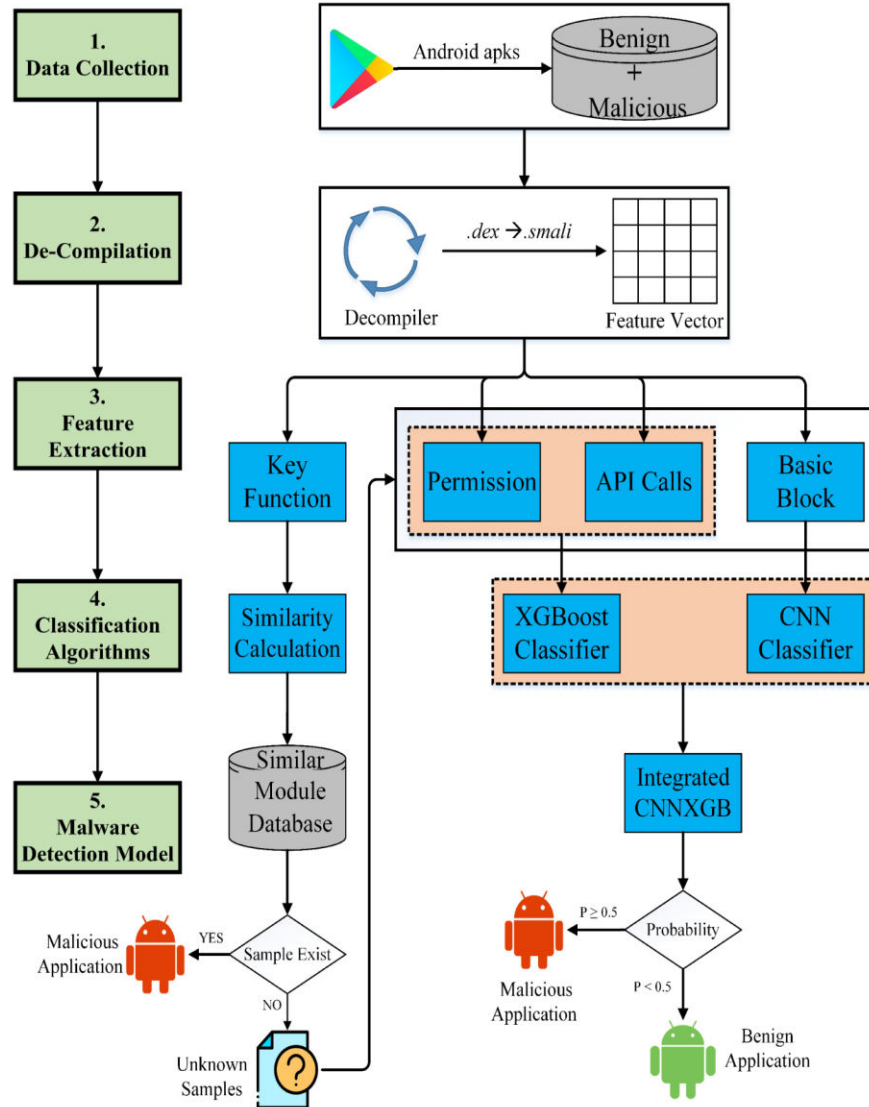 1.
Data Collection
2.
De-Compilation
3.
Feature
Extraction
4.
Classification
Algorithms
5.
Malware
Detection Model
Android apks
Benign
+
Malicious
.dex → .smali
Decompiler
Feature Vector
Key
Function
Permission
API Calls
Basic
Block
Similarity
Calculation
XGBoost
Classifier
CNN
Classifier
Similar
Module
Database
Integrated
CNNXGB
Malicious
Application
YES
Sample Exist
NO
Unknown
Samples
?
P ≥ 0.5
Probability
Malicious
Application
P < 0.5
Benign
Application